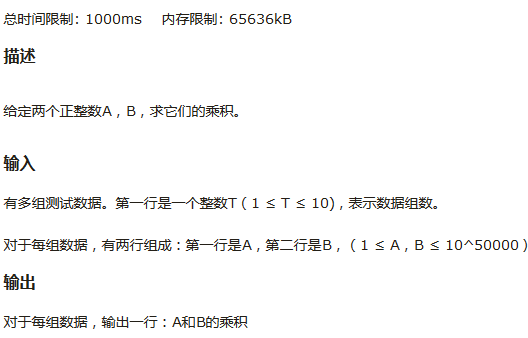 总时间限制: 1000ms 内存限制: 65636kB
描述
给定两个正整数A，B，求它们的乘积。
输入
有多组测试数据。第一行是一个整数T（1 ≤ T ≤ 10)，表示数据组数。
对于每组数据，有两行组成：第一行是A，第二行是B，（1 ≤ A，B ≤ 10^50000）
输出
对于每组数据，输出一行：A和B的乘积